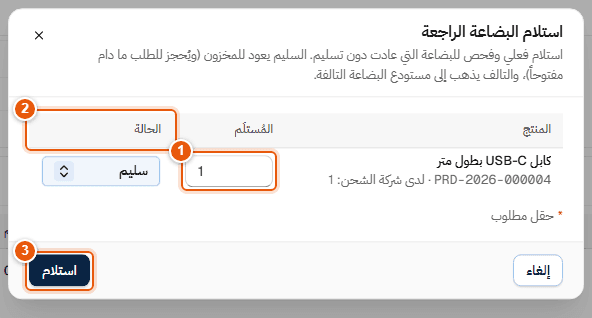 استلام البضاعة الراجعة
استلام فعلي وفحص للبضاعة التي عادت دون تسليم. السليم يعود للمخزون (ويُحجز للطلب ما دام
مفتوحاً)، والتالف يذهب إلى مستودع البضاعة التالفة.
2
المنتج المُستلَم الحالة
1
كابل USB-C بطول متر
PRD-2026-000004 · لدى شركة الشحن: 1
1
سليم
* حقل مطلوب
3
إلغاء
استلام